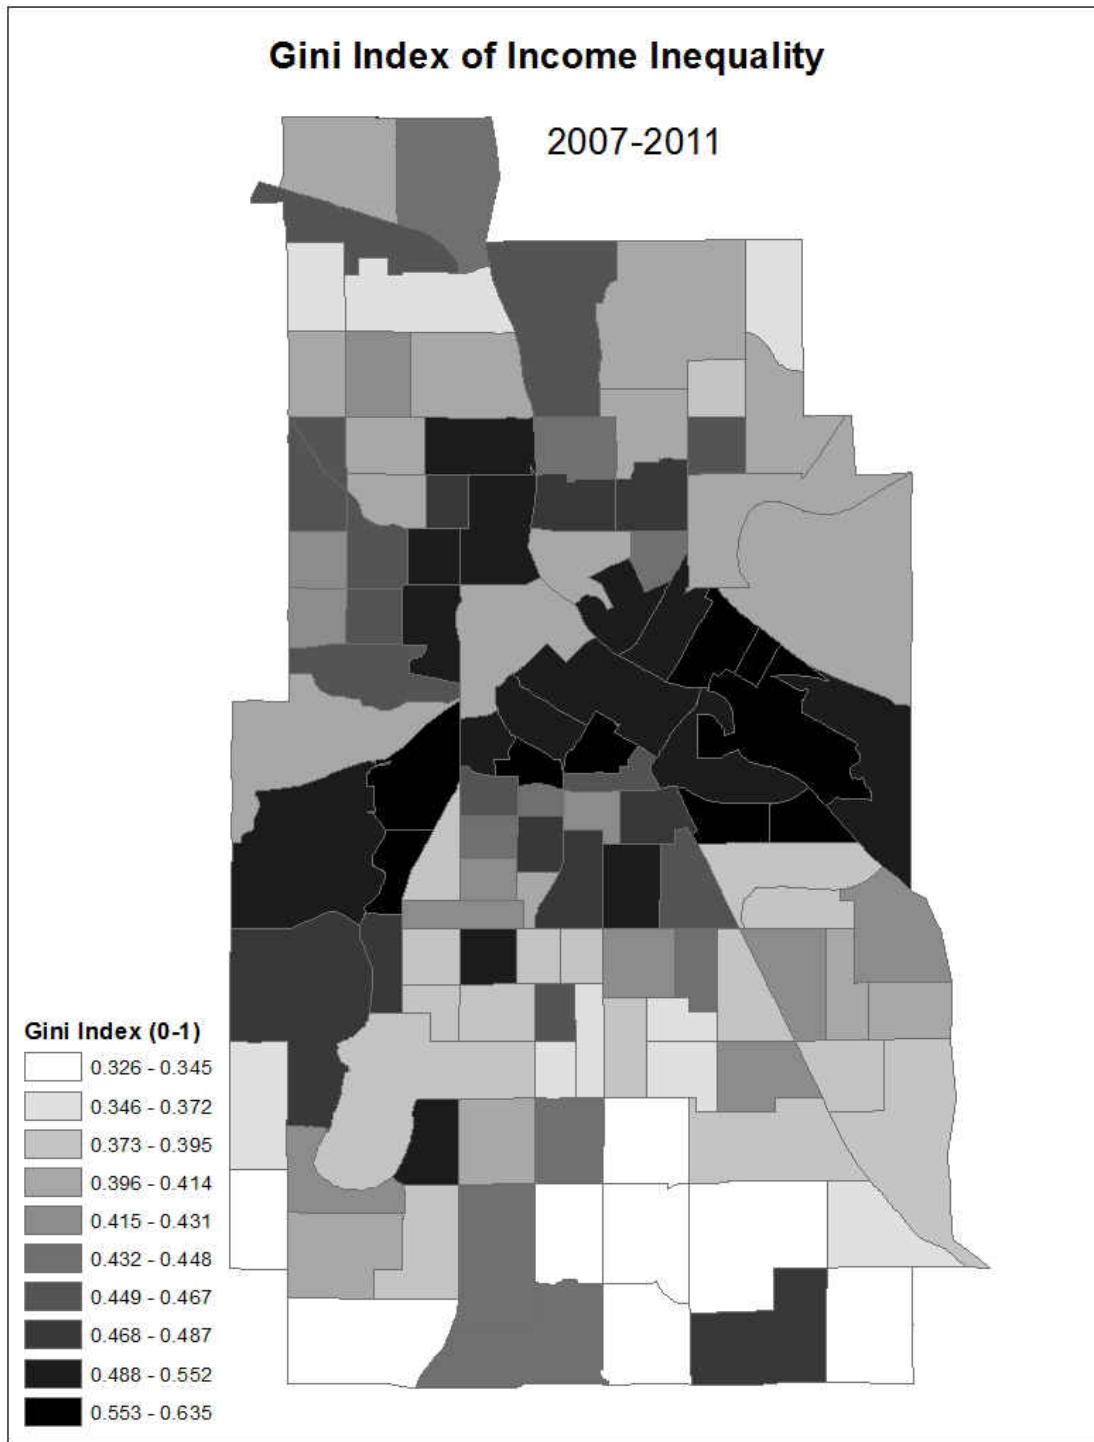 Gini Index of Income Inequality
2007-2011
Gini Index (0-1)
0.326 - 0.345
0.346 - 0.372
0.373 - 0.395
0.396 - 0.414
0.415 - 0.431
0.432 - 0.448
0.449 - 0.467
0.468 - 0.487
0.488 - 0.552
0.553 - 0.635